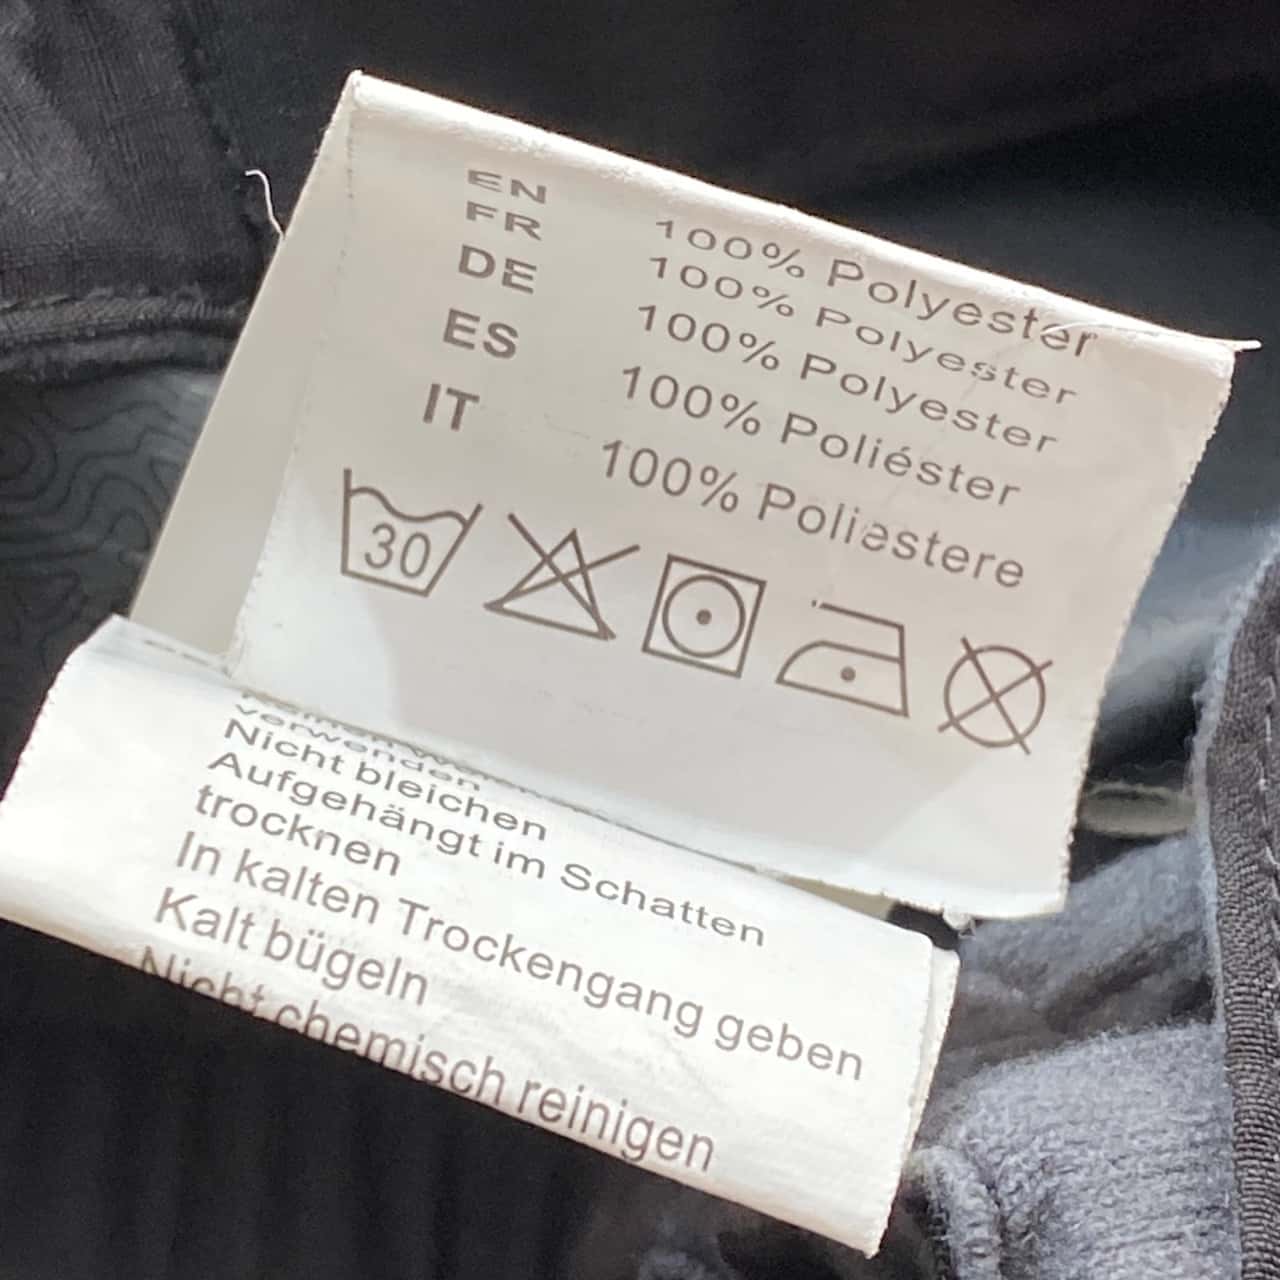 EN 100% Polyester
FR 100% Polyester
DE 100% Polyester
ES 100% Poliéster
IT 100% Poliestere
30
verwenden
Nicht bleichen
Aufgehängt im Schatten
trocknen
In kalten Trockengang geben
Kalt bügeln
Nicht chemisch reinigen